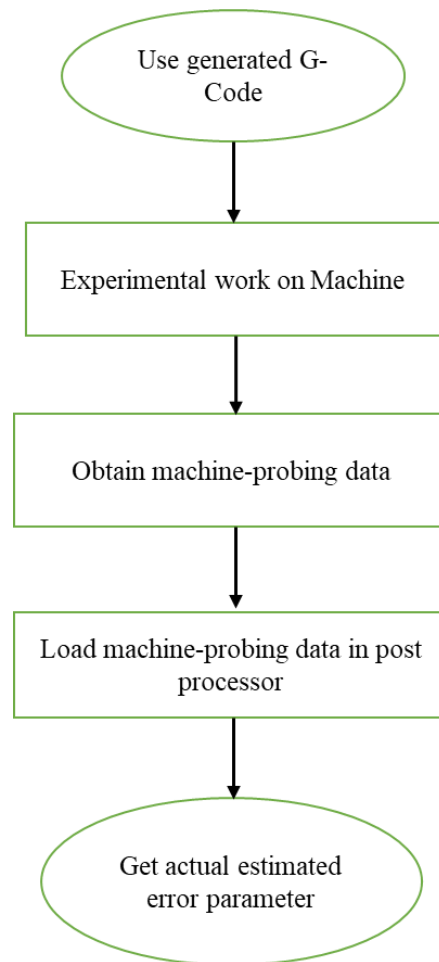 Use generated G-
Code
Experimental work on Machine
Obtain machine-probing data
Load machine-probing data in post
processor
Get actual estimated
error parameter